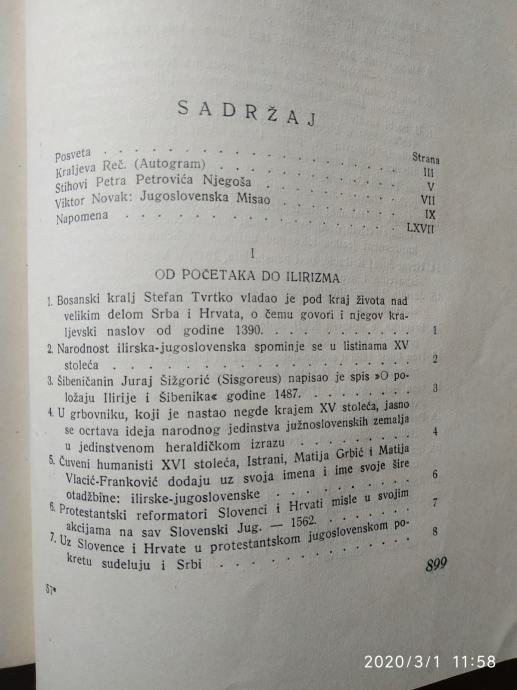 SADRŽAJ
Strana
Posveta . . . . . . . . . . . . . . . . . III
Kraljeva Reč. (Autogram) . . . . . . . . . . . V
Stihovi Petra Petrovića Njegoša . . . . . . . . . VII
Viktor Novak: Jugoslovenska Misao . . . . . . . . IX
Napomena . . . . . . . . . . . . . . . . LXVII
I
OD POČETAKA DO ILIRIZMA
1. Bosanski kralj Stefan Tvrtko vladao je pod kraj života nad
velikim delom Srba i Hrvata, o čemu govori i njegov kra-
ljevski naslov od godine 1390. . . . . . . . . . 1
2. Narodnost ilirska-jugoslovenska spominje se u listinama XV
stoleća . . . . . . . . . . . . . . . . 2
3. Šibeničanin Juraj Šižgorić (Sisgoreus) napisao je spis »O po-
ložaju Ilirije i Šibenika« godine 1487. . . . . . . . 3
4. U grbovniku, koji je nastao negde krajem XV stoleća, jasno
se ocrtava ideja narodnog jedinstva južnoslovenskih zemalja
u jedinstvenom heraldičkom izrazu . . . . . . . . 4
5. Čuveni humanisti XVI stoleća, Istrani, Matija Grbić i Matija
Vlacić-Franković dodaju uz svoja imena i ime svoje šire
otadžbine: ilirske-jugoslovenske . . . . . . . . . 6
6. Protestantski reformatori Slovenci i Hrvati misle u svojim
akcijama na sav Slovenski Jug. — 1562. . . . . . . . 7
7. Uz Slovence i Hrvate u protestantskom jugoslovenskom po-
kretu sudeluju i Srbi . . . . . . . . . . . . 8
57*
899
2020/3/1 11:58